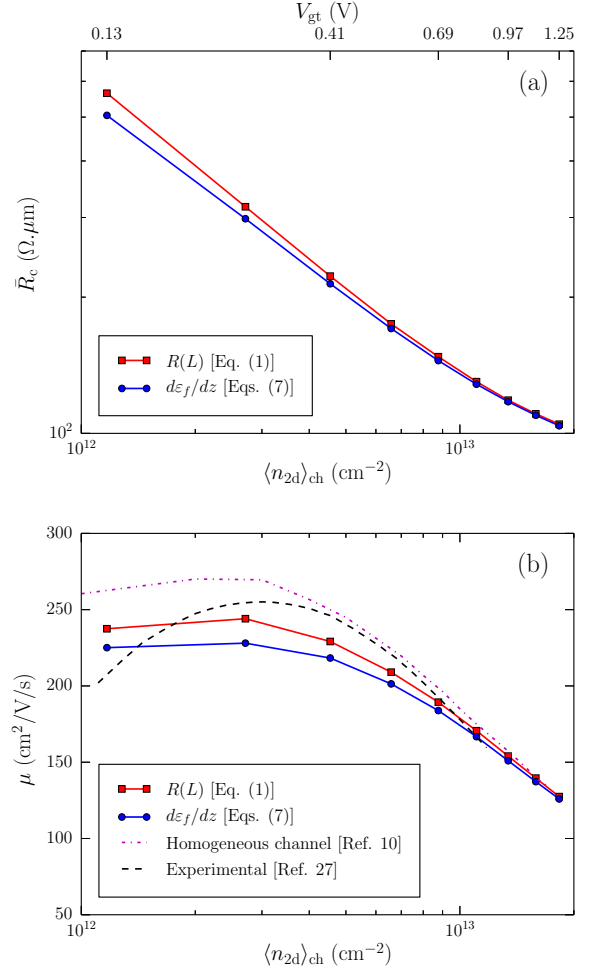 V_gt (V)
0.13 0.41 0.69 0.97 1.25
(a)
R̄_c (Ω.μm)
R(L) [Eq. (1)]
dε_f/dz [Eqs. (7)]
10^2
10^12 10^13
⟨n_2d⟩_ch (cm^−2)
300
(b)
250
200
μ (cm^2/V/s)
150
R(L) [Eq. (1)]
dε_f/dz [Eqs. (7)]
100
Homogeneous channel [Ref. 10]
Experimental [Ref. 27]
50
10^12 10^13
⟨n_2d⟩_ch (cm^−2)